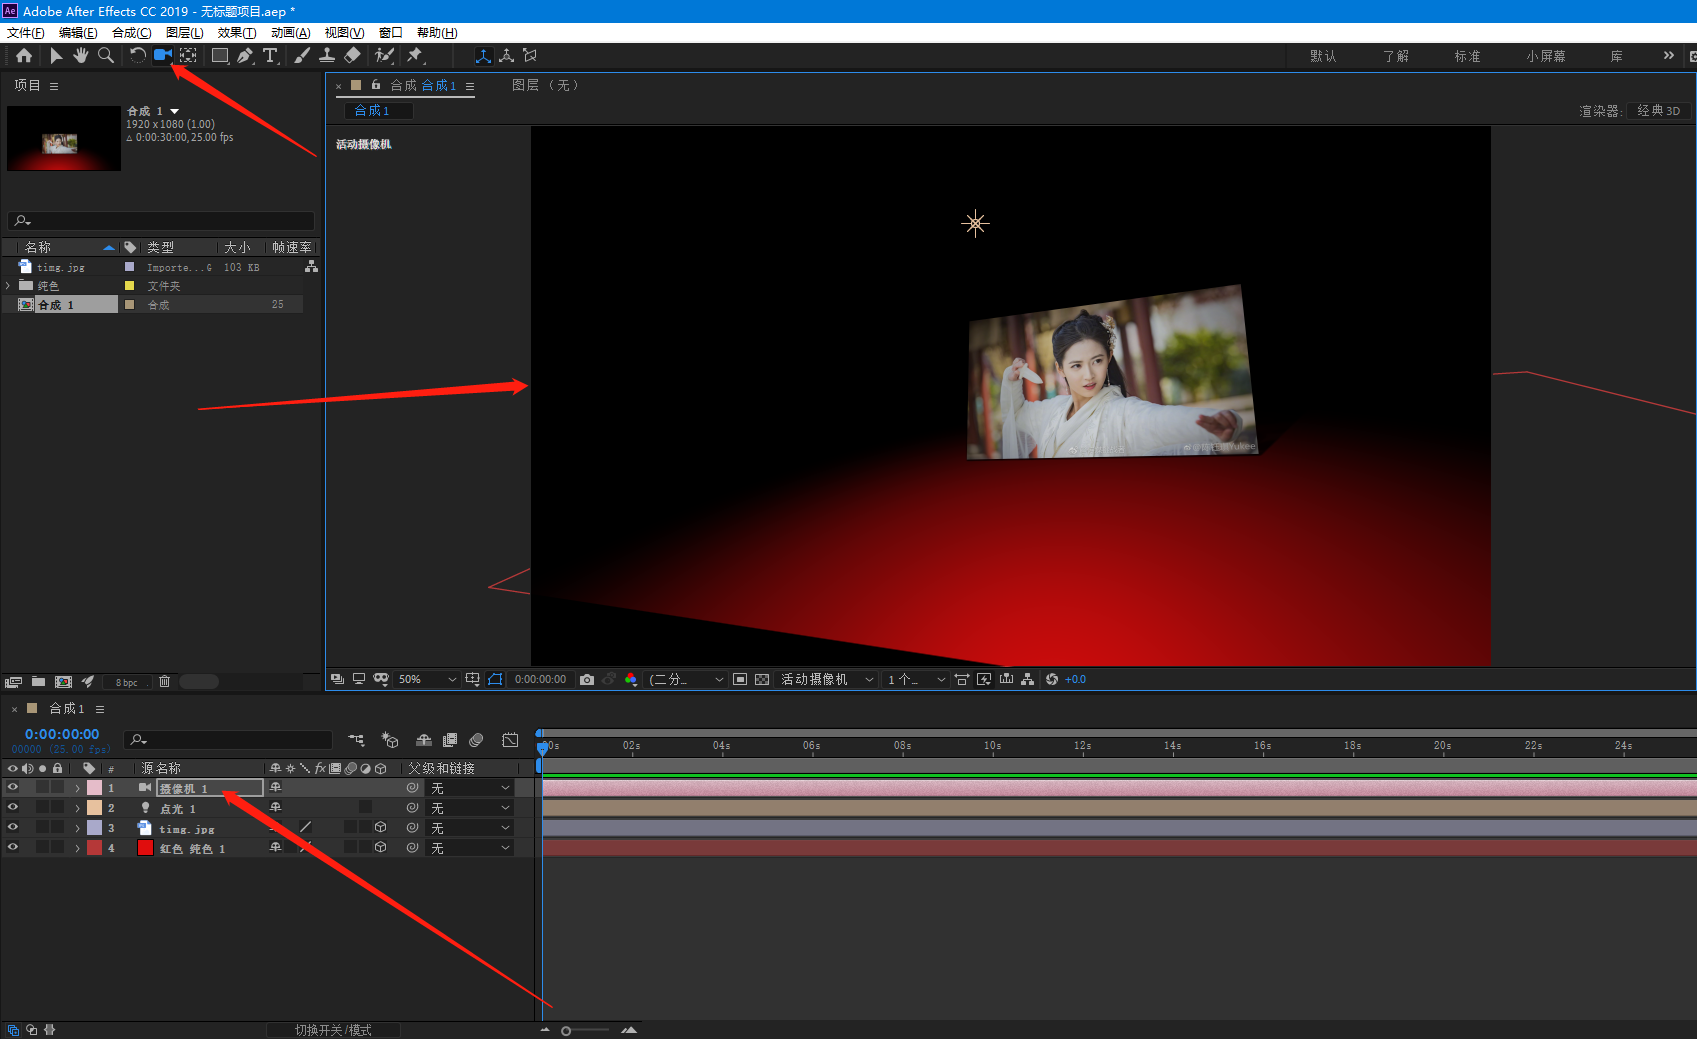 Ae Adobe After Effects CC 2019 - 无标题项目.aep *
文件(F) 编辑(E) 合成(C) 图层(L) 效果(T) 动画(A) 视图(V) 窗口 帮助(H)
默认 了解 标准 小屏幕 库 »
项目 ≡
× 合成 合成 1 ≡ 图层 （无）
合成 1
渲染器: 经典 3D
合成 1
1920 x 1080 (1.00)
△ 0:00:30:00, 25.00 fps
活动摄像机
名称 类型 大小 帧速率
timg.jpg Importe...G 103 KB
纯色 文件夹
合成 1 合成 25
8 bpc
50% 0:00:00:00 (二分... 活动摄像机 1 个... +0.0
× 合成 1 ≡
0:00:00:00
00000 (25.00 fps)
:00s 02s 04s 06s 08s 10s 12s 14s 16s 18s 20s 22s 24s
# 源名称 fx 父级和链接
1 摄像机 1 无
2 点光 1 无
3 timg.jpg 无
4 红色 纯色 1 无
切换开关/模式